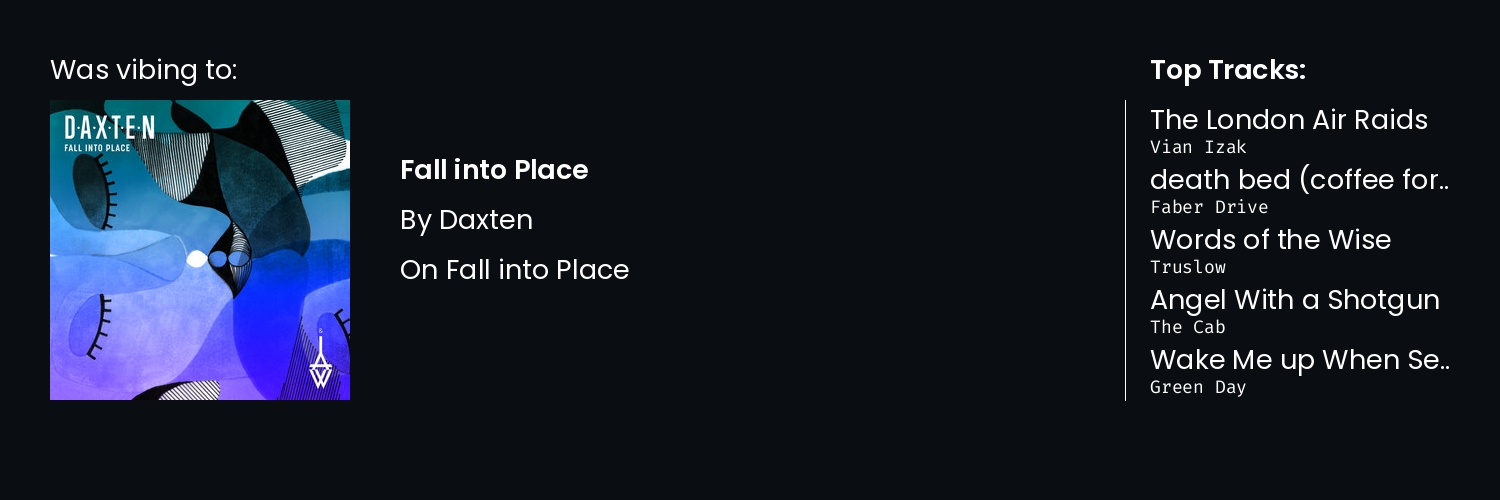 Was vibing to:
D·A·X·T·E·N
FALL INTO PLACE
Fall into Place
By Daxten
On Fall into Place
Top Tracks:
The London Air Raids
Vian Izak
death bed (coffee for..
Faber Drive
Words of the Wise
Truslow
Angel With a Shotgun
The Cab
Wake Me up When Se..
Green Day